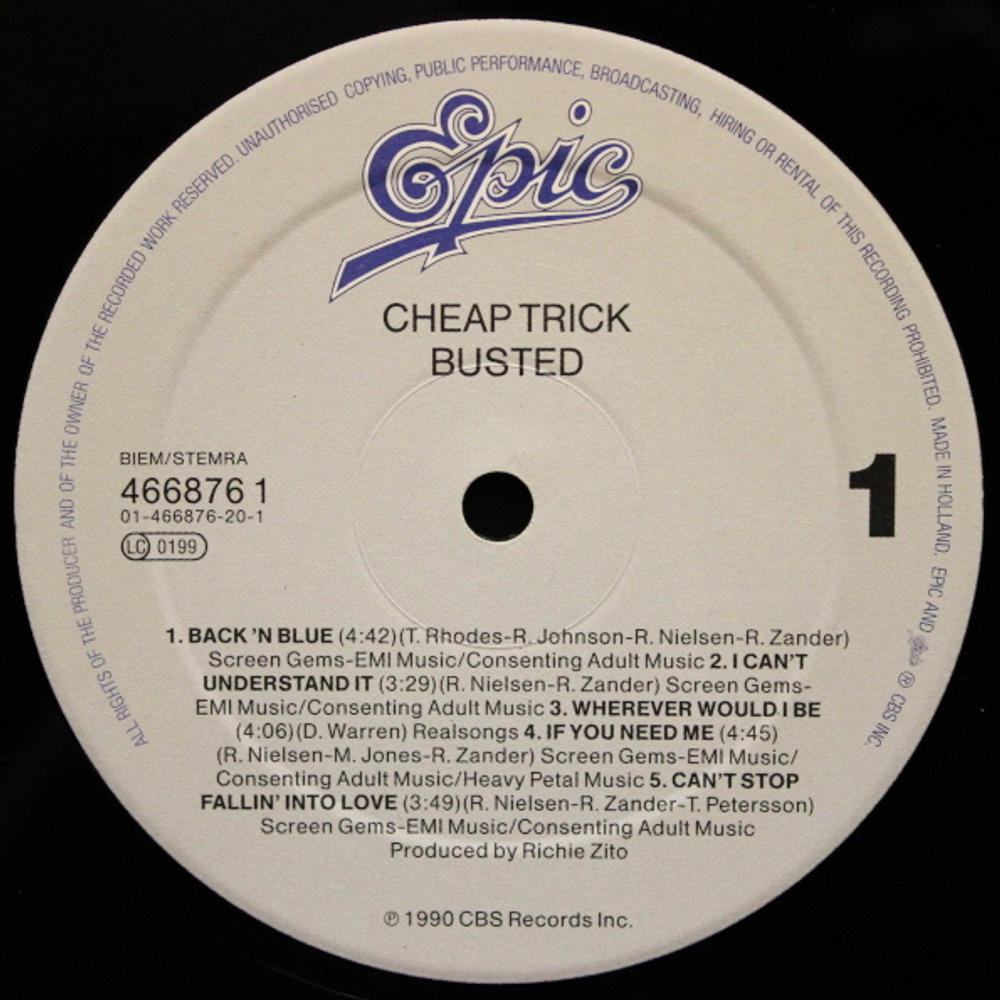 ALL RIGHTS OF THE PRODUCER AND OF THE OWNER OF THE RECORDED WORK RESERVED. UNAUTHORISED COPYING, PUBLIC PERFORMANCE, BROADCASTING, HIRING OR RENTAL OF THIS RECORDING PROHIBITED. MADE IN HOLLAND. EPIC AND Epic ® CBS INC.
Epic
CHEAP TRICK
BUSTED
BIEM/STEMRA
466876 1
01-466876-20-1
LC 0199
1
1. BACK 'N BLUE (4:42)(T. Rhodes-R. Johnson-R. Nielsen-R. Zander)
Screen Gems-EMI Music/Consenting Adult Music 2. I CAN'T
UNDERSTAND IT (3:29)(R. Nielsen-R. Zander) Screen Gems-
EMI Music/Consenting Adult Music 3. WHEREVER WOULD I BE
(4:06)(D. Warren) Realsongs 4. IF YOU NEED ME (4:45)
(R. Nielsen-M. Jones-R. Zander) Screen Gems-EMI Music/
Consenting Adult Music/Heavy Petal Music 5. CAN'T STOP
FALLIN' INTO LOVE (3:49)(R. Nielsen-R. Zander-T. Petersson)
Screen Gems-EMI Music/Consenting Adult Music
Produced by Richie Zito
℗ 1990 CBS Records Inc.